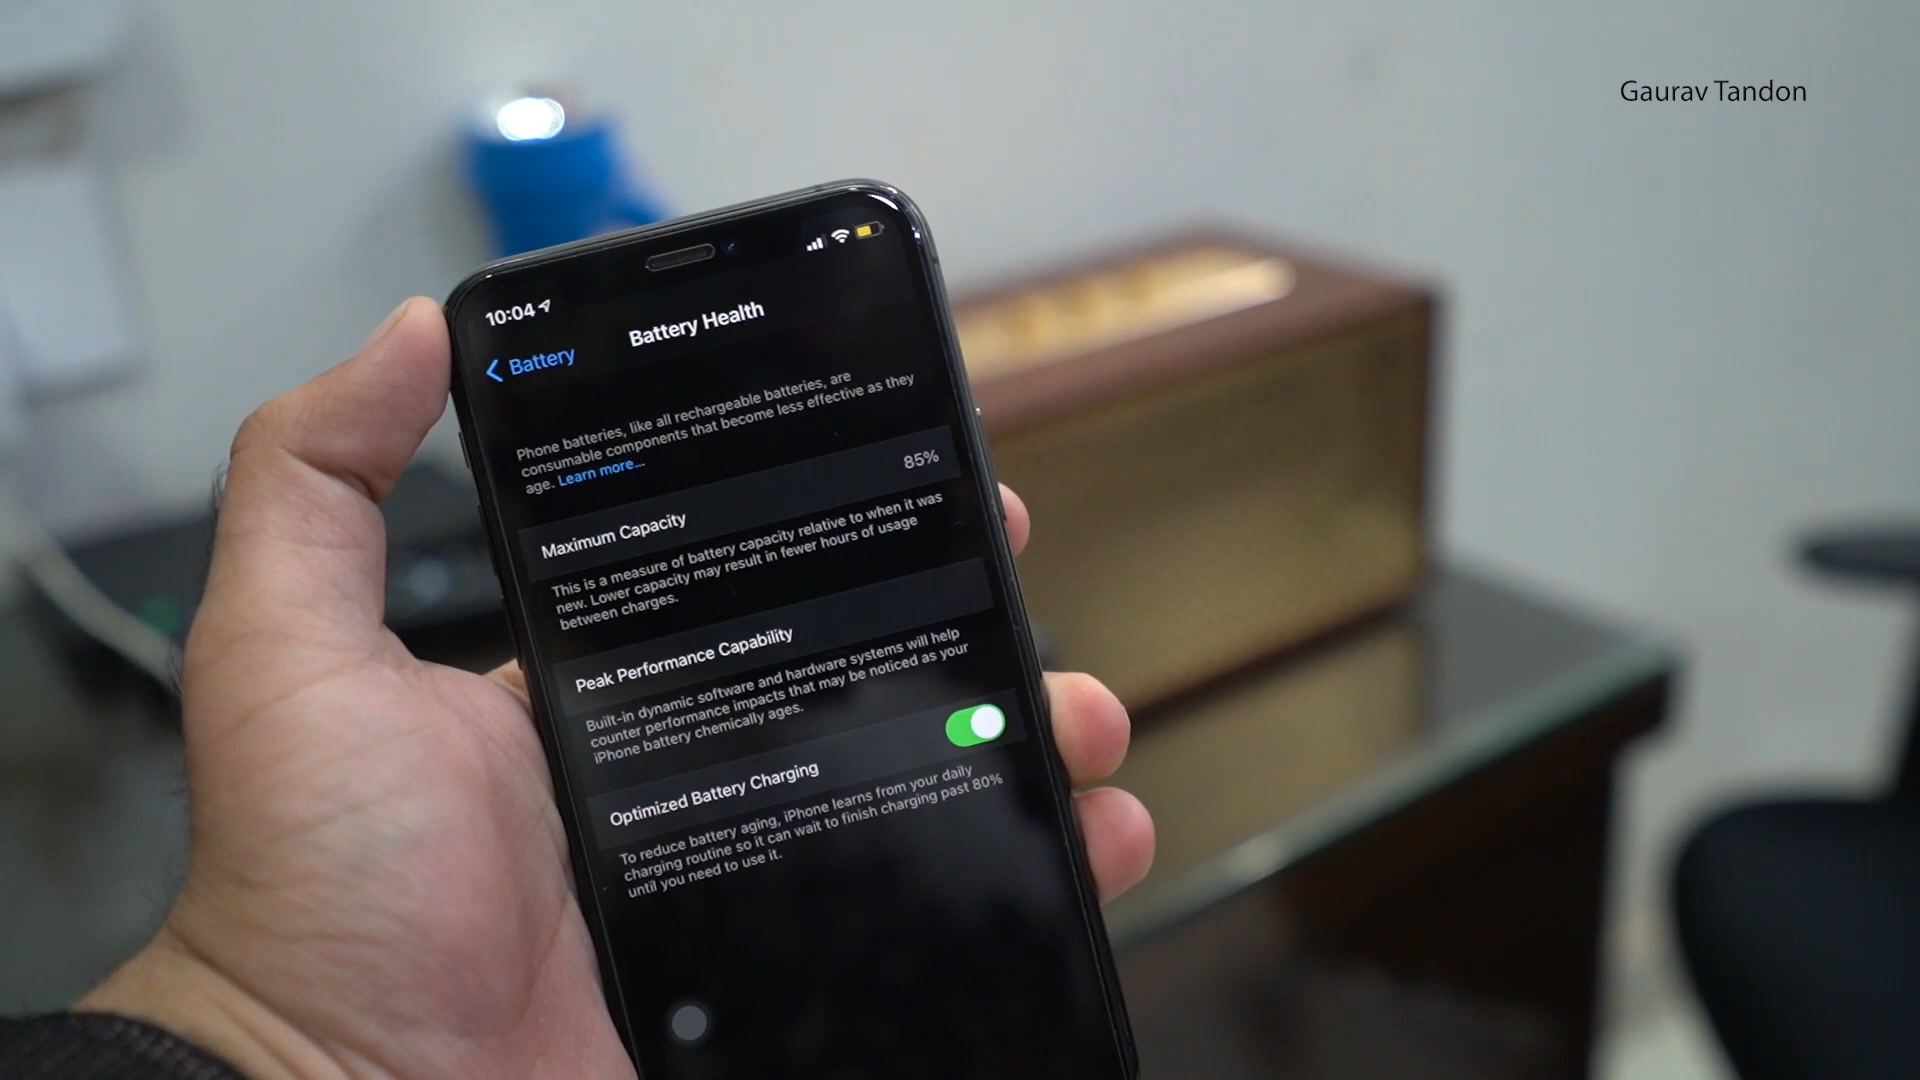 Gaurav Tandon
10:04
Battery
Battery Health
Phone batteries, like all rechargeable batteries, are
consumable components that become less effective as they
age. Learn more...
Maximum Capacity
85%
This is a measure of battery capacity relative to when it was
new. Lower capacity may result in fewer hours of usage
between charges.
Peak Performance Capability
Built-in dynamic software and hardware systems will help
counter performance impacts that may be noticed as your
iPhone battery chemically ages.
Optimized Battery Charging
To reduce battery aging, iPhone learns from your daily
charging routine so it can wait to finish charging past 80%
until you need to use it.